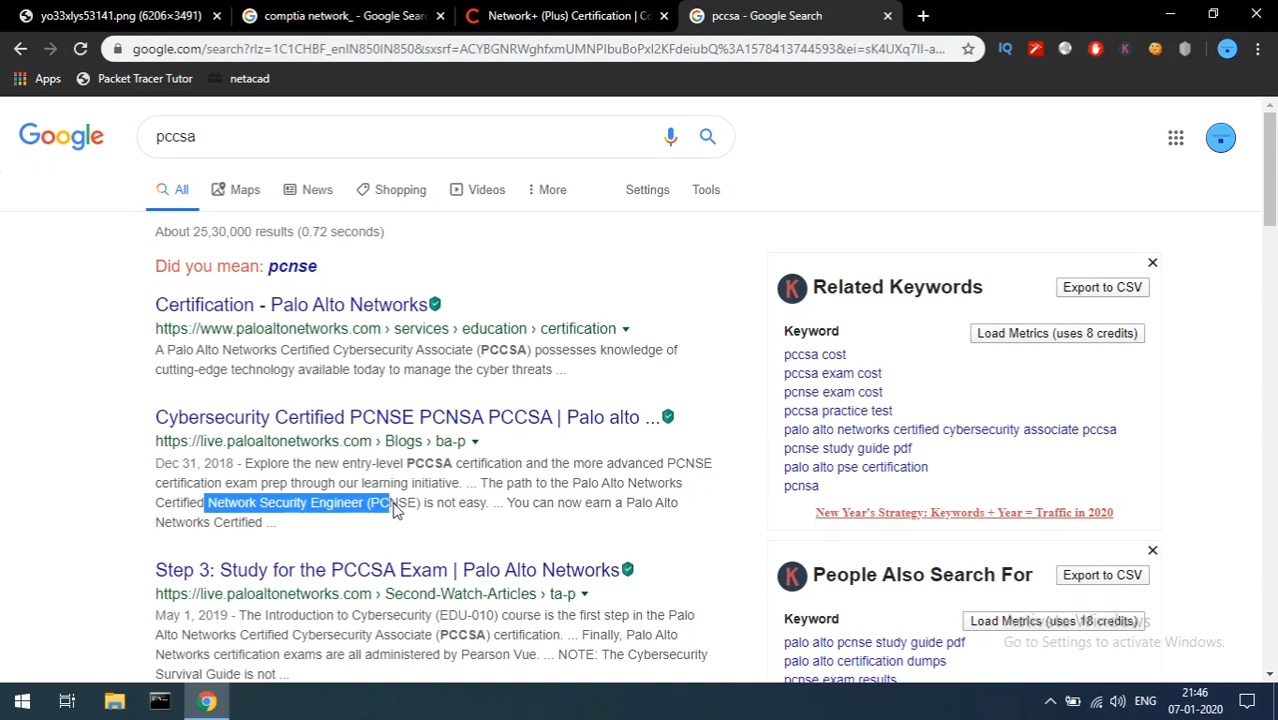 yo33xlys53141.png (6206×3491)
comptia network_ - Google Sear
Network+ (Plus) Certification | Co
pccsa - Google Search
google.com/search?rlz=1C1CHBF_enIN850IN850&sxsrf=ACYBGNRWghfxmUMNPIbuBoPxI2KFdeiubQ%3A1578413744593&ei=sK4UXq7lI-a...
Apps
Packet Tracer Tutor
netacad
Google
pccsa
All
Maps
News
Shopping
Videos
More
Settings
Tools
About 25,30,000 results (0.72 seconds)
Did you mean: pcnse
Certification - Palo Alto Networks
https://www.paloaltonetworks.com › services › education › certification
A Palo Alto Networks Certified Cybersecurity Associate (PCCSA) possesses knowledge of
cutting-edge technology available today to manage the cyber threats ...
Cybersecurity Certified PCNSE PCNSA PCCSA | Palo alto ...
https://live.paloaltonetworks.com › Blogs › ba-p
Dec 31, 2018 - Explore the new entry-level PCCSA certification and the more advanced PCNSE
certification exam prep through our learning initiative. ... The path to the Palo Alto Networks
Certified Network Security Engineer (PCNSE) is not easy. ... You can now earn a Palo Alto
Networks Certified ...
Step 3: Study for the PCCSA Exam | Palo Alto Networks
https://live.paloaltonetworks.com › Second-Watch-Articles › ta-p
May 1, 2019 - The Introduction to Cybersecurity (EDU-010) course is the first step in the Palo
Alto Networks Certified Cybersecurity Associate (PCCSA) certification. ... Finally, Palo Alto
Networks certification exams are all administered by Pearson Vue. ... NOTE: The Cybersecurity
Survival Guide is not ...
K
Related Keywords
Export to CSV
Keyword
Load Metrics (uses 8 credits)
pccsa cost
pccsa exam cost
pcnse exam cost
pccsa practice test
palo alto networks certified cybersecurity associate pccsa
pcnse study guide pdf
palo alto pse certification
pcnsa
New Year's Strategy: Keywords + Year = Traffic in 2020
K
People Also Search For
Export to CSV
Keyword
Load Metrics (uses 18 credits)
palo alto pcnse study guide pdf
palo alto certification dumps
pcnse exam results
Activate Windows
Go to Settings to activate Windows.
ENG
21:46
07-01-2020